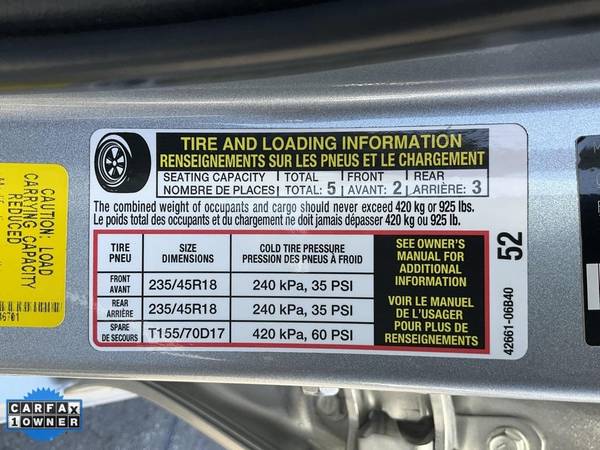 TIRE AND LOADING INFORMATION
RENSEIGNEMENTS SUR LES PNEUS ET LE CHARGEMENT
SEATING CAPACITY TOTAL: 5 FRONT 2 REAR 3
NOMBRE DE PLACES TOTAL: AVANT: ARRIÈRE:
The combined weight of occupants and cargo should never exceed 420 kg or 925 lbs.
Le poids total des occupants et du chargement ne doit jamais dépasser 420 kg ou 925 lb.
TIRE SIZE COLD TIRE PRESSURE
PNEU DIMENSIONS PRESSION DES PNEUS À FROID
FRONT
AVANT 235/45R18 240 kPa, 35 PSI
REAR
ARRIÈRE 235/45R18 240 kPa, 35 PSI
SPARE
DE SECOURS T155/70D17 420 kPa, 60 PSI
SEE OWNER'S
MANUAL FOR
ADDITIONAL
INFORMATION
VOIR LE MANUEL
DE L'USAGER
POUR PLUS DE
RENSEIGNEMENTS
52
42661-06B40
CAUTION: LOAD
CARRYING CAPACITY
REDUCED
CARFAX
1 OWNER